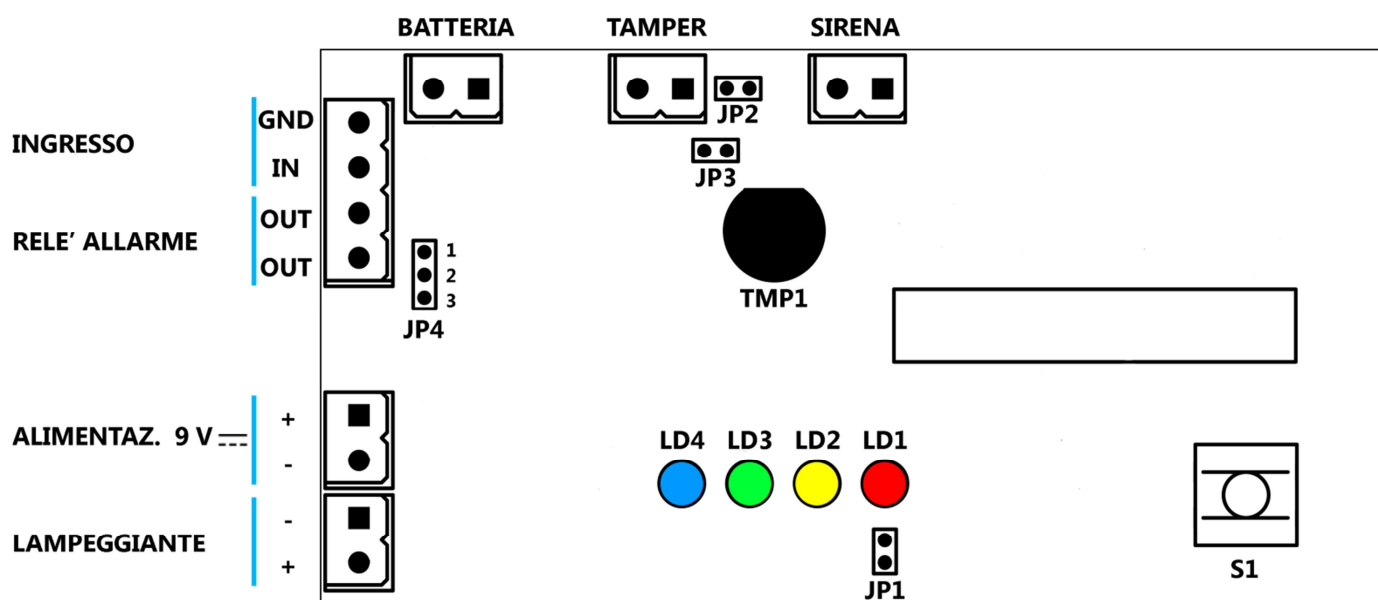 BATTERIA TAMPER SIRENA
GND
JP2
INGRESSO
IN
JP3
OUT
RELE’ ALLARME
OUT
1
2
3
TMP1
JP4
+
ALIMENTAZ. 9 V
-
LD4 LD3 LD2 LD1
-
LAMPEGGIANTE
+
S1
JP1